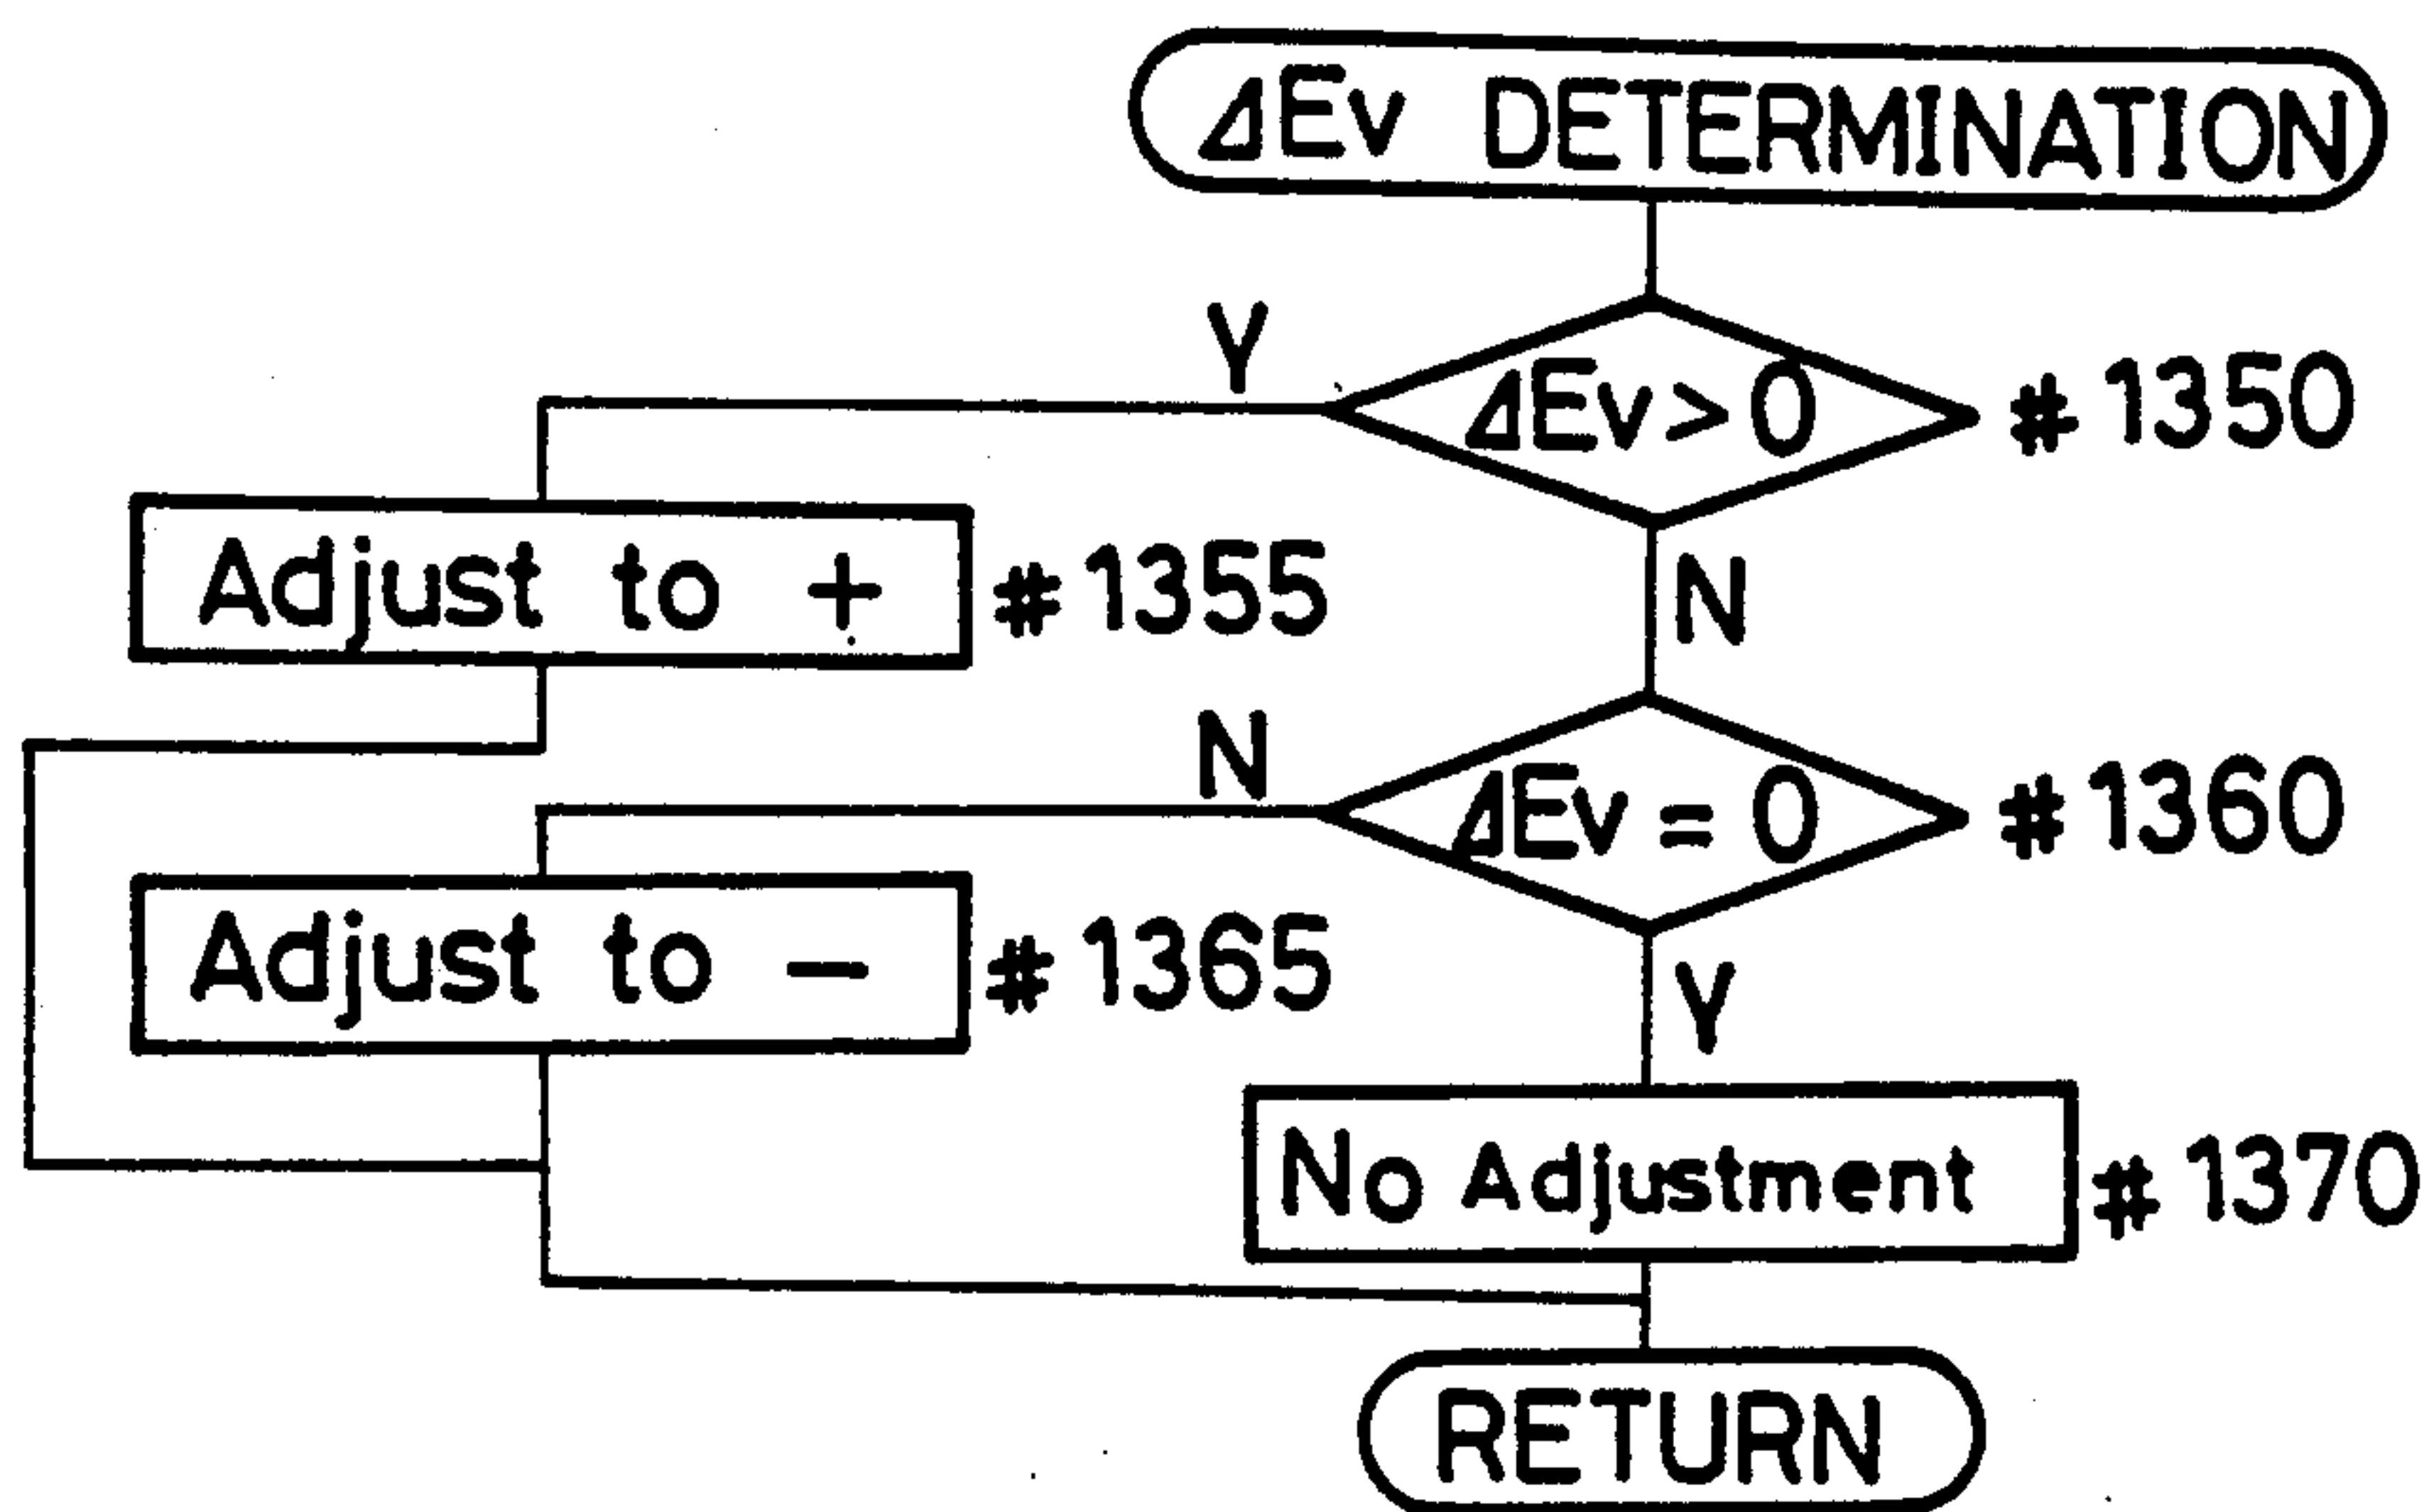 ΔEv DETERMINATION
Y
ΔEv>0 #1350
Adjust to + #1355
N
N
ΔEv=0 #1360
Adjust to − #1365
Y
No Adjustment #1370
RETURN